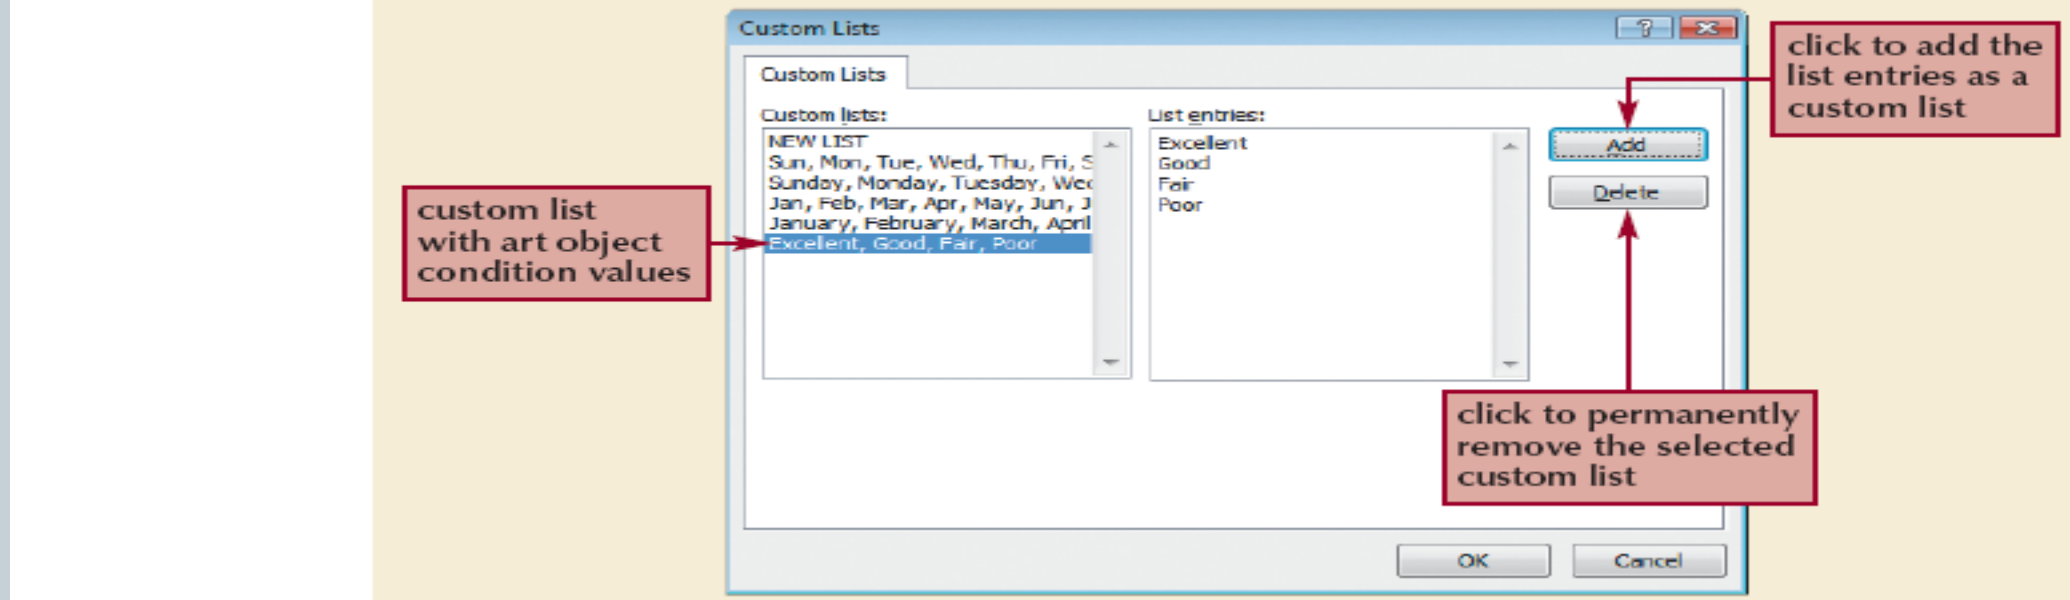 Custom Lists
Custom Lists
Custom lists:
NEW LIST
Sun, Mon, Tue, Wed, Thu, Fri, S
Sunday, Monday, Tuesday, Wed
Jan, Feb, Mar, Apr, May, Jun, J
January, February, March, April
Excellent, Good, Fair, Poor
List entries:
Excellent
Good
Fair
Poor
Add
Delete
OK
Cancel
click to add the
list entries as a
custom list
custom list
with art object
condition values
click to permanently
remove the selected
custom list